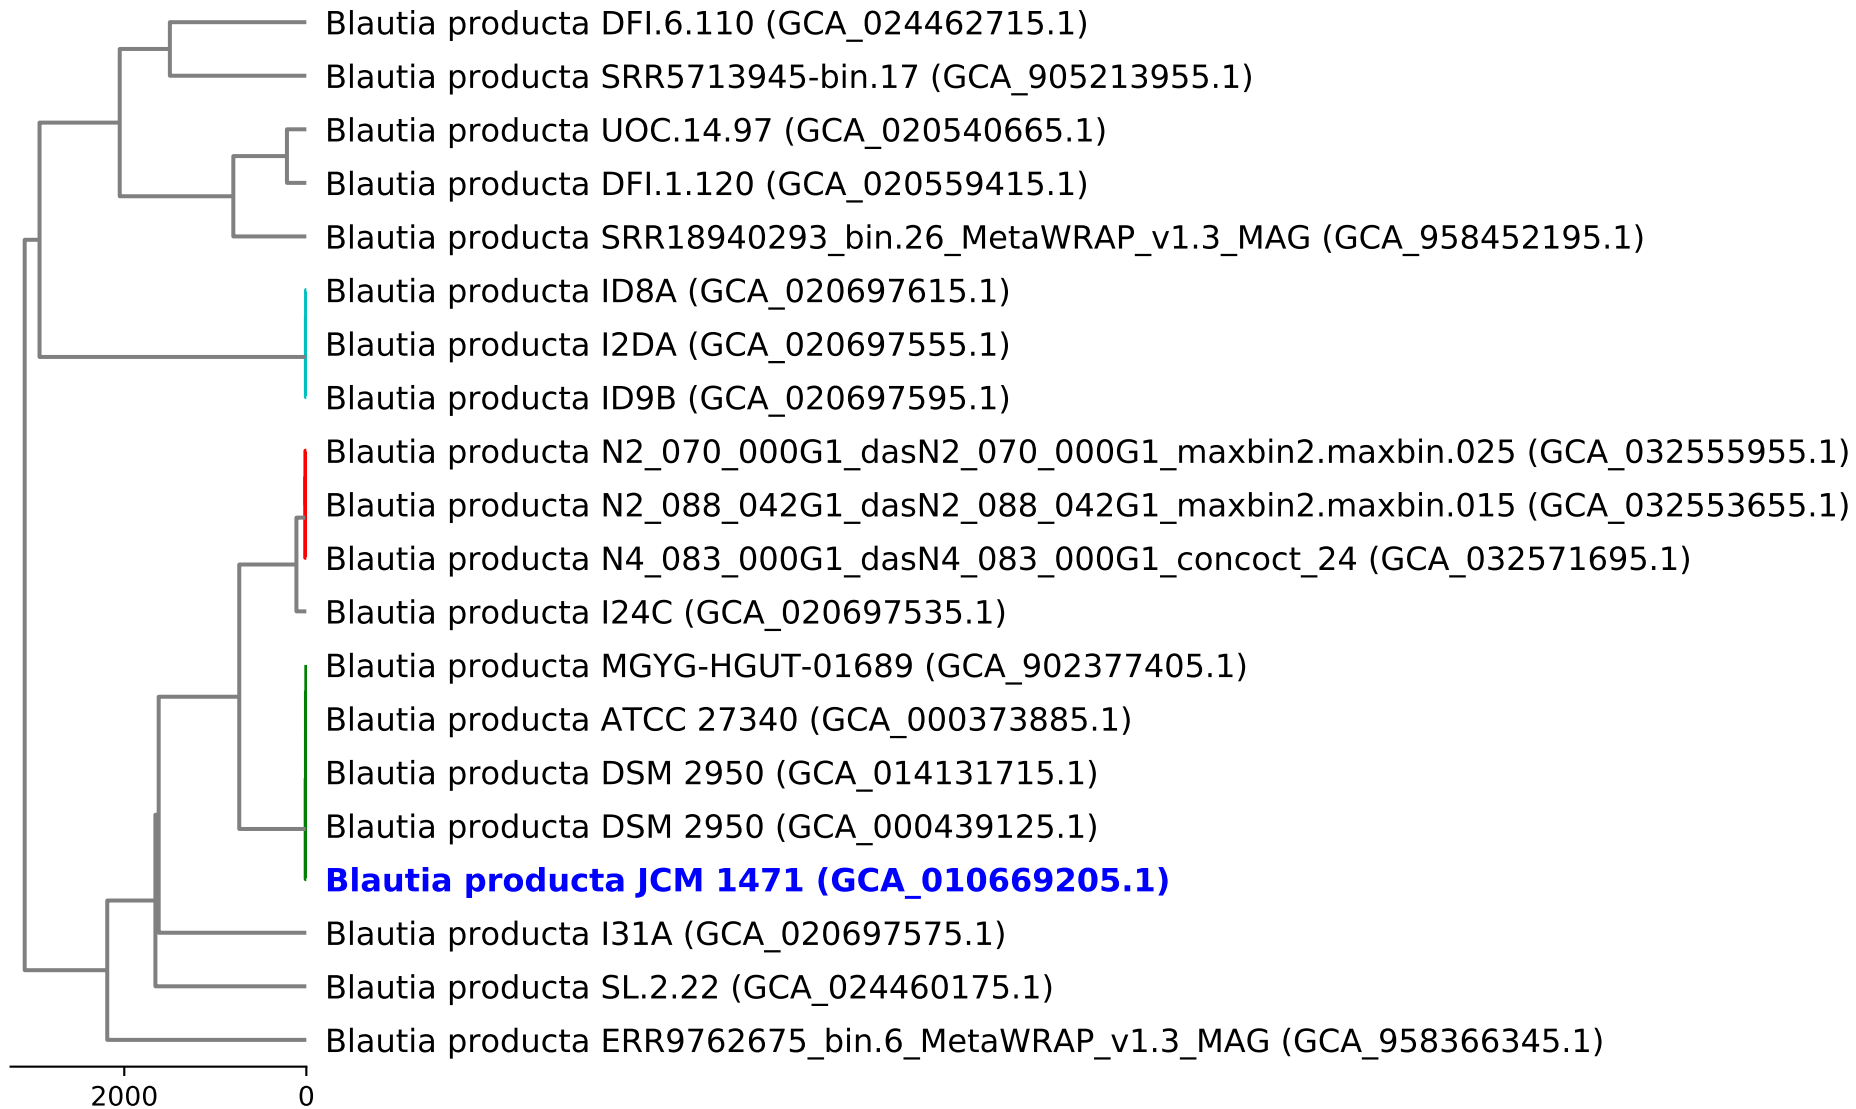 Blautia producta DFI.6.110 (GCA_024462715.1)
Blautia producta SRR5713945-bin.17 (GCA_905213955.1)
Blautia producta UOC.14.97 (GCA_020540665.1)
Blautia producta DFI.1.120 (GCA_020559415.1)
Blautia producta SRR18940293_bin.26_MetaWRAP_v1.3_MAG (GCA_958452195.1)
Blautia producta ID8A (GCA_020697615.1)
Blautia producta I2DA (GCA_020697555.1)
Blautia producta ID9B (GCA_020697595.1)
Blautia producta N2_070_000G1_dasN2_070_000G1_maxbin2.maxbin.025 (GCA_032555955.1)
Blautia producta N2_088_042G1_dasN2_088_042G1_maxbin2.maxbin.015 (GCA_032553655.1)
Blautia producta N4_083_000G1_dasN4_083_000G1_concoct_24 (GCA_032571695.1)
Blautia producta I24C (GCA_020697535.1)
Blautia producta MGYG-HGUT-01689 (GCA_902377405.1)
Blautia producta ATCC 27340 (GCA_000373885.1)
Blautia producta DSM 2950 (GCA_014131715.1)
Blautia producta DSM 2950 (GCA_000439125.1)
Blautia producta JCM 1471 (GCA_010669205.1)
Blautia producta I31A (GCA_020697575.1)
Blautia producta SL.2.22 (GCA_024460175.1)
Blautia producta ERR9762675_bin.6_MetaWRAP_v1.3_MAG (GCA_958366345.1)
2000 0